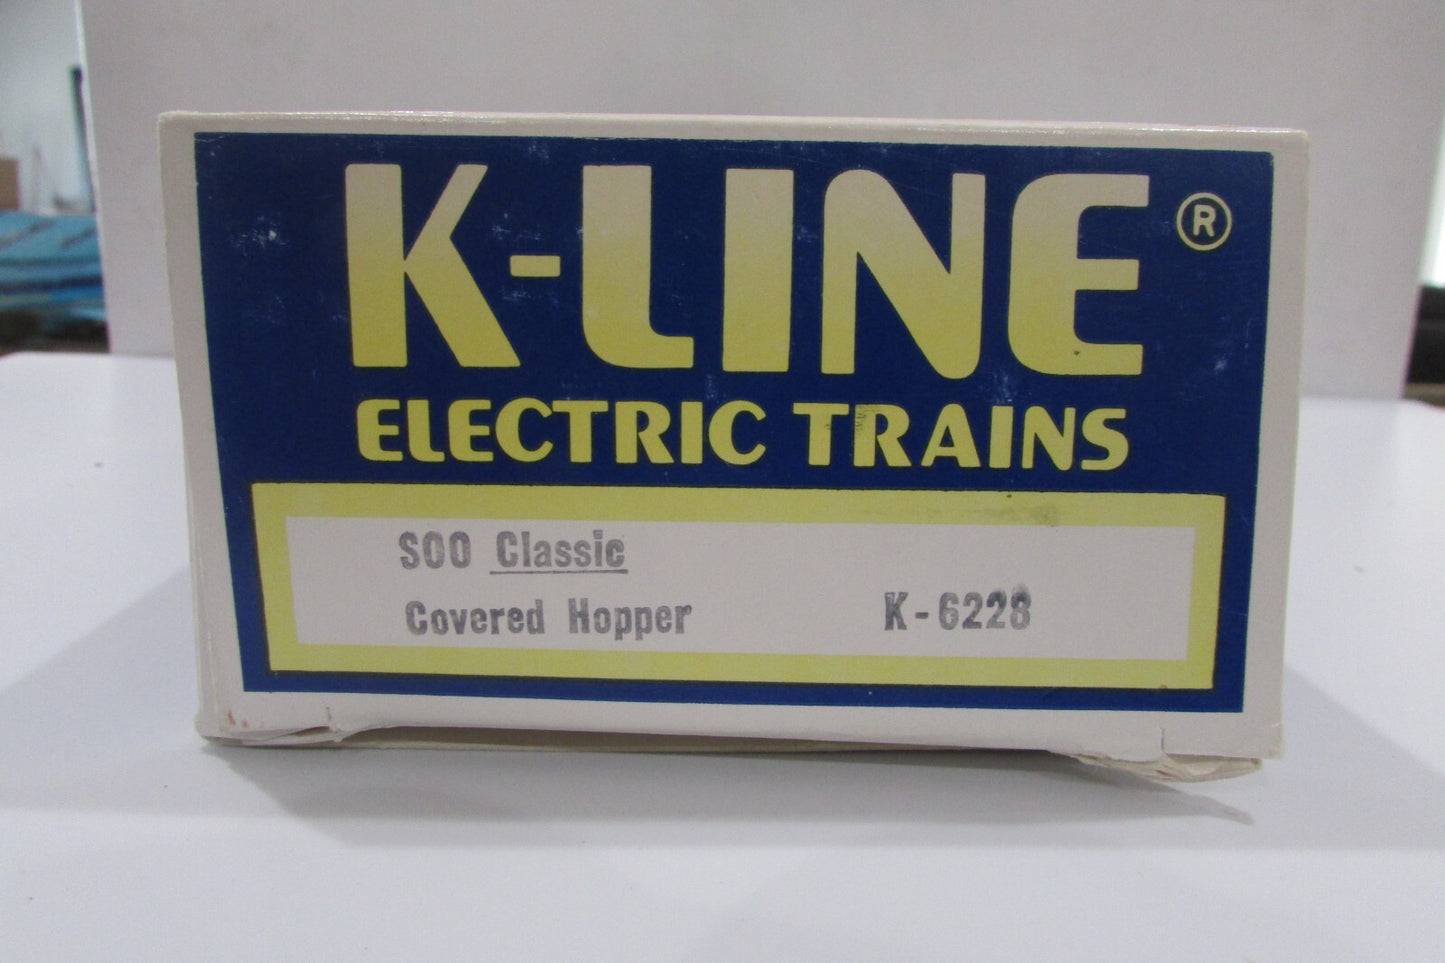 K-LINE®
ELECTRIC TRAINS
SOO Classic
Covered Hopper K-6228